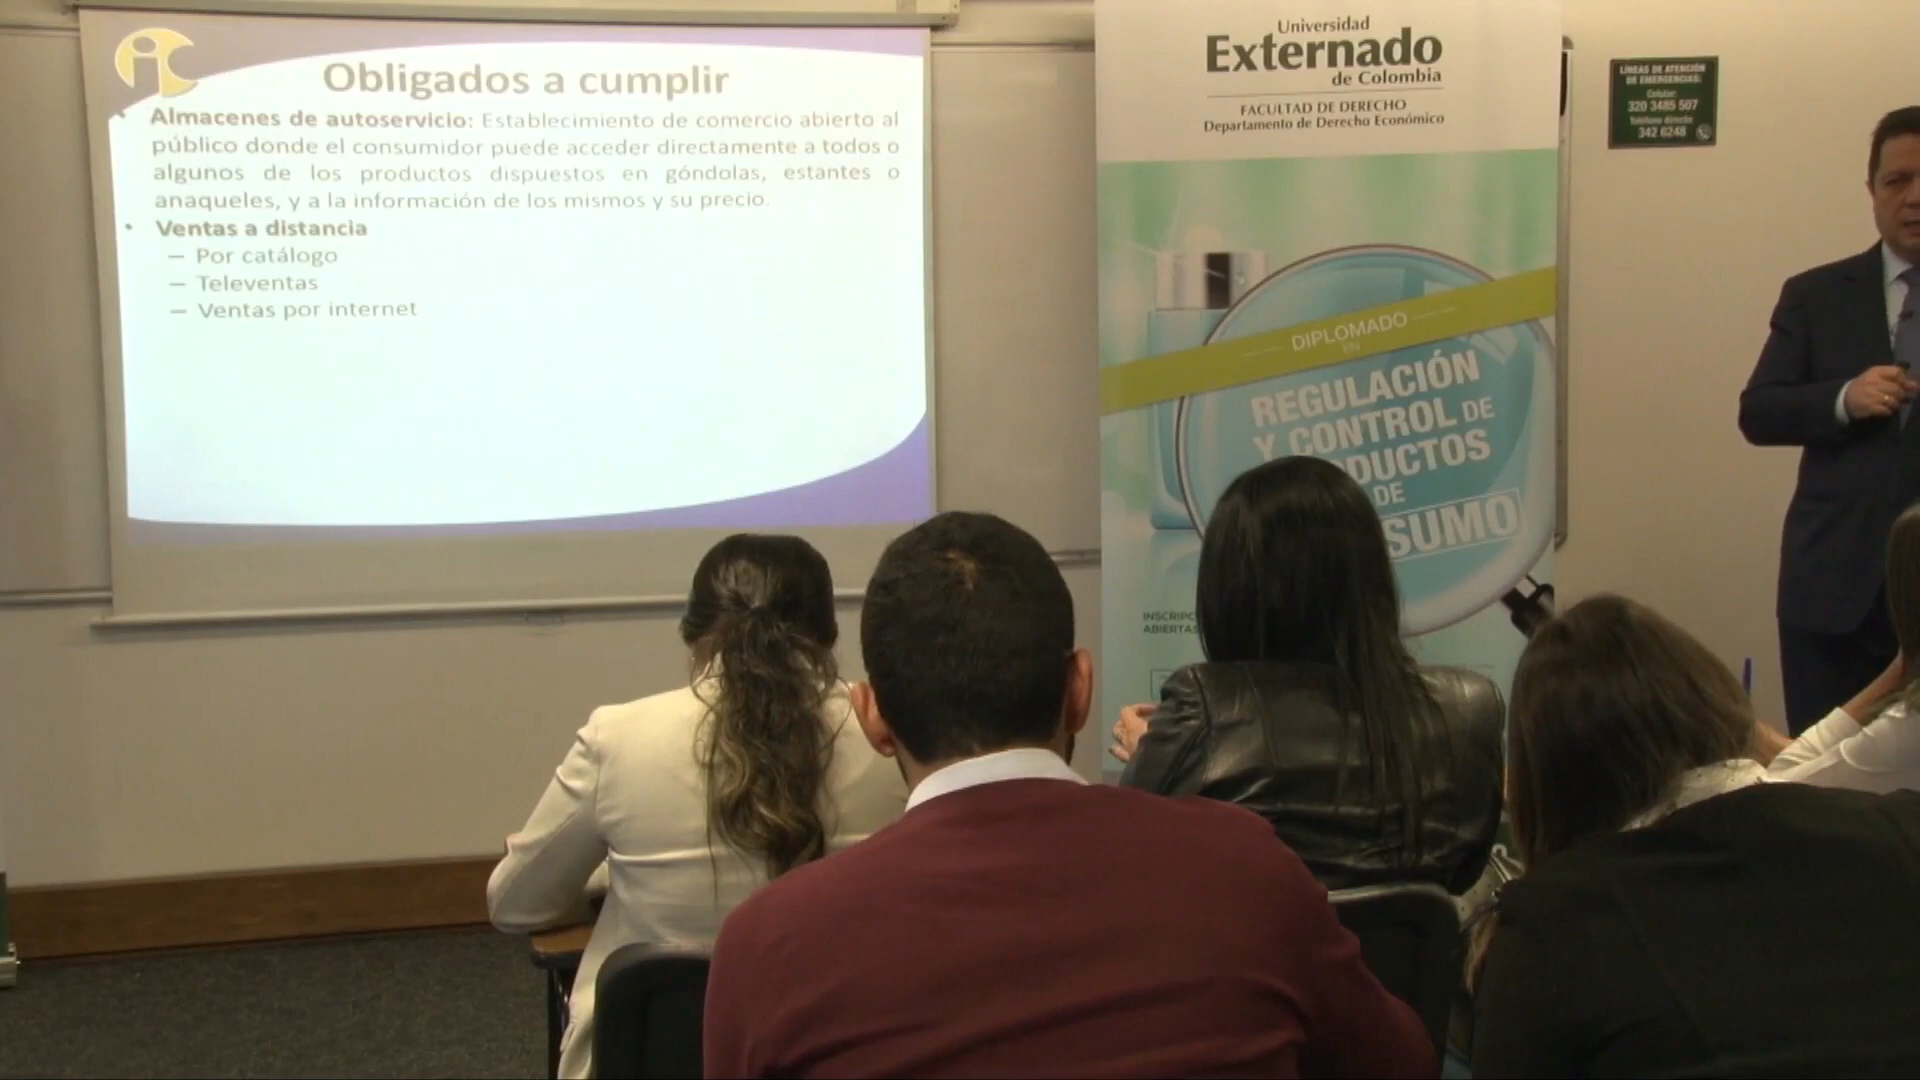 Obligados a cumplir
Almacenes de autoservicio: Establecimiento de comercio abierto al
público donde el consumidor puede acceder directamente a todos o
algunos de los productos dispuestos en góndolas, estantes o
anaqueles, y a la información de los mismos y su precio.
• Ventas a distancia
– Por catálogo
– Televentas
– Ventas por internet
Universidad
Externado
de Colombia
FACULTAD DE DERECHO
Departamento de Derecho Económico
DIPLOMADO
EN
REGULACIÓN
Y CONTROL DE
DUCTOS
DE
SUMO
INSCRIPC
ABIERTAS
LÍNEAS DE ATENCIÓN
DE EMERGENCIAS:
Celular:
320 3485 507
Teléfono directo
342 6248